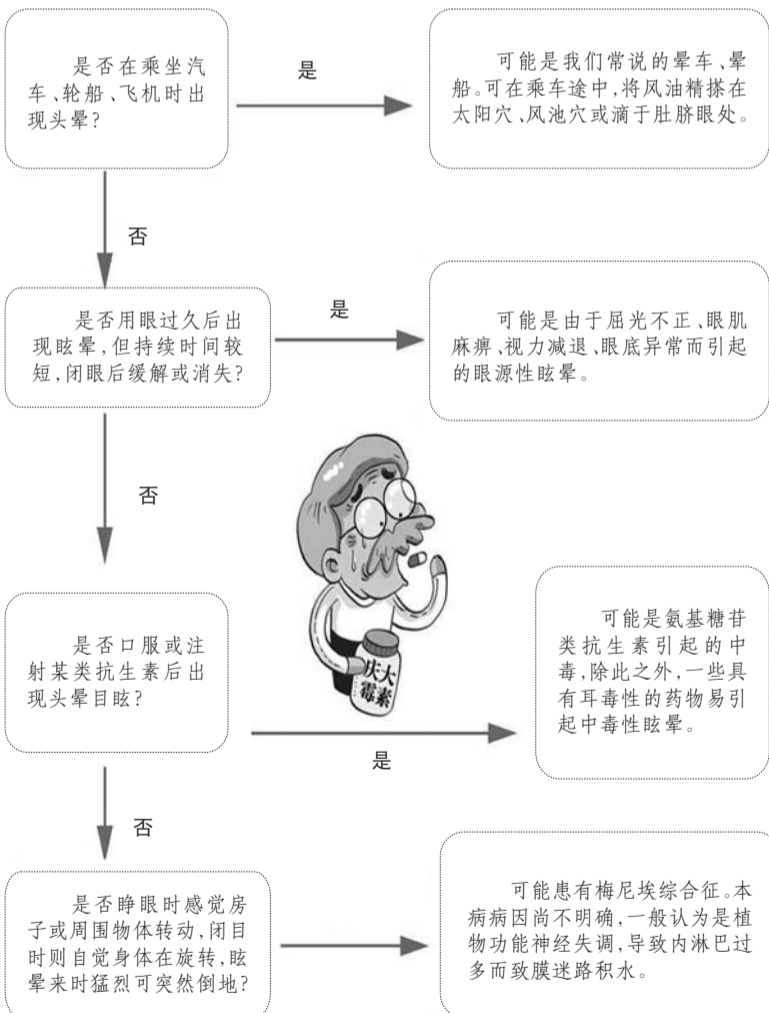 是否在乘坐汽
车、轮船、飞机时出
现头晕?
是
可能是我们常说的晕车、晕
船。可在乘车途中,将风油精搽在
太阳穴、风池穴或滴于肚脐眼处。
否
是否用眼过久后出
现眩晕,但持续时间较
短,闭眼后缓解或消失?
是
可能是由于屈光不正、眼肌
麻痹、视力减退、眼底异常而引起
的眼源性眩晕。
否
是否口服或注
射某类抗生素后出
现头晕目眩?
庆大
霉素
是
可能是氨基糖苷
类抗生素引起的中
毒,除此之外,一些具
有耳毒性的药物易引
起中毒性眩晕。
否
是否睁眼时感觉房
子或周围物体转动,闭目
时则自觉身体在旋转,眩
晕来时猛烈可突然倒地?
可能患有梅尼埃综合征。本
病病因尚不明确,一般认为是植
物功能神经失调,导致内淋巴过
多而致膜迷路积水。